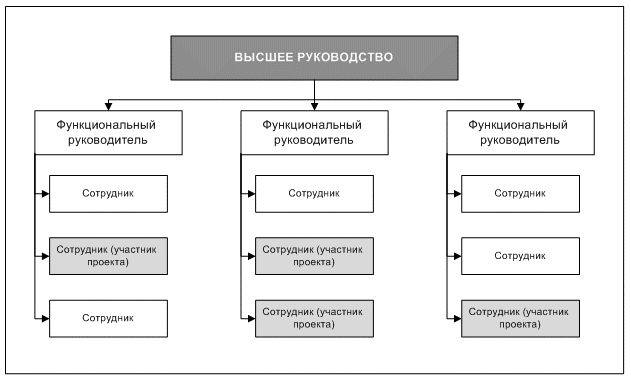 ВЫСШЕЕ РУКОВОДСТВО
Функциональный
руководитель
Функциональный
руководитель
Функциональный
руководитель
Сотрудник
Сотрудник
Сотрудник
Сотрудник (участник
проекта)
Сотрудник (участник
проекта)
Сотрудник
Сотрудник
Сотрудник (участник
проекта)
Сотрудник (участник
проекта)